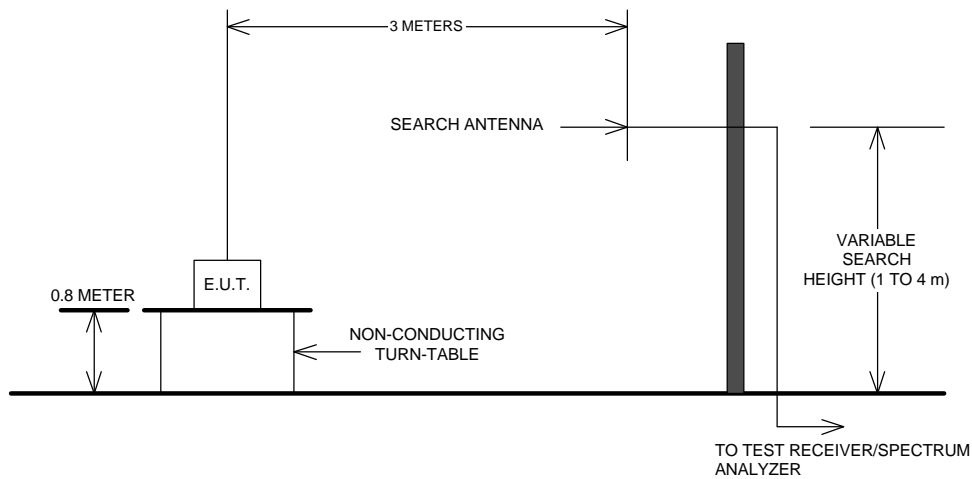 3 METERS
SEARCH ANTENNA
VARIABLE
SEARCH
HEIGHT (1 TO 4 m)
E.U.T.
0.8 METER
NON-CONDUCTING
TURN-TABLE
TO TEST RECEIVER/SPECTRUM
ANALYZER